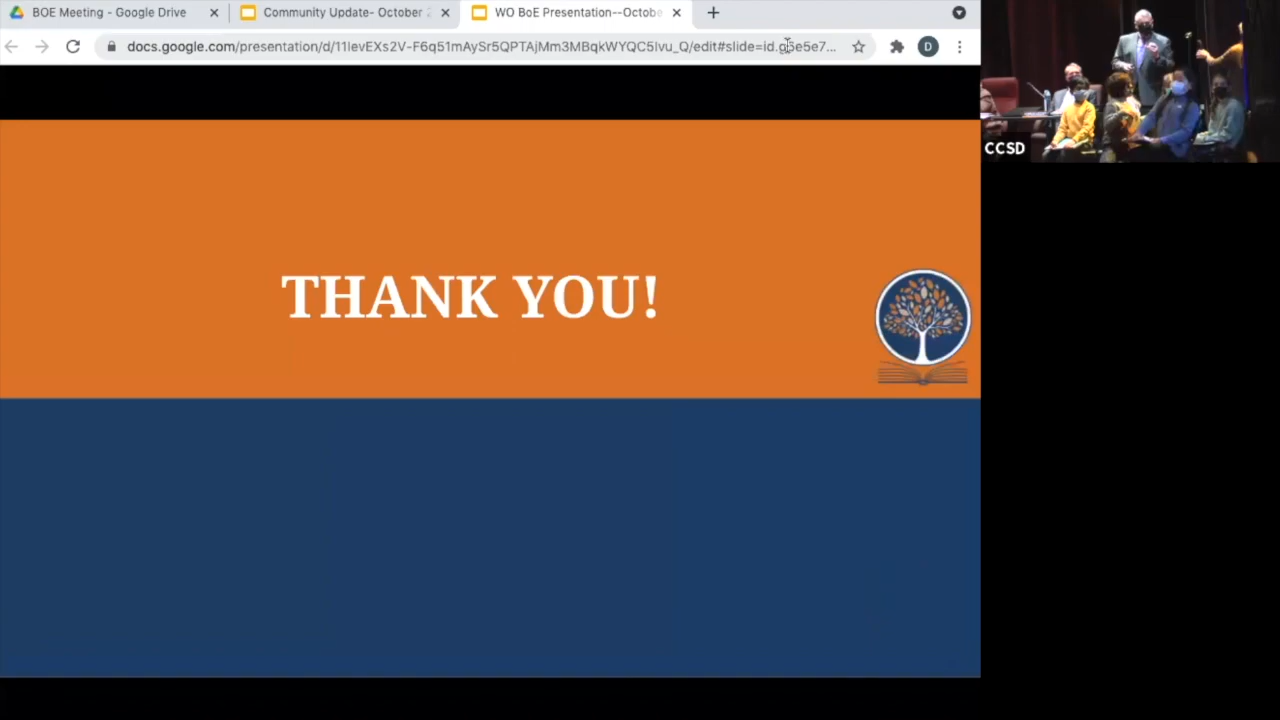 BOE Meeting - Google Drive
Community Update- October
WO BoE Presentation--Octobe
docs.google.com/presentation/d/11levEXs2V-F6q51mAySr5QPTAjMm3MBqkWYQC5lvu_Q/edit#slide=id.g5e5e7...
D
CCSD
THANK YOU!